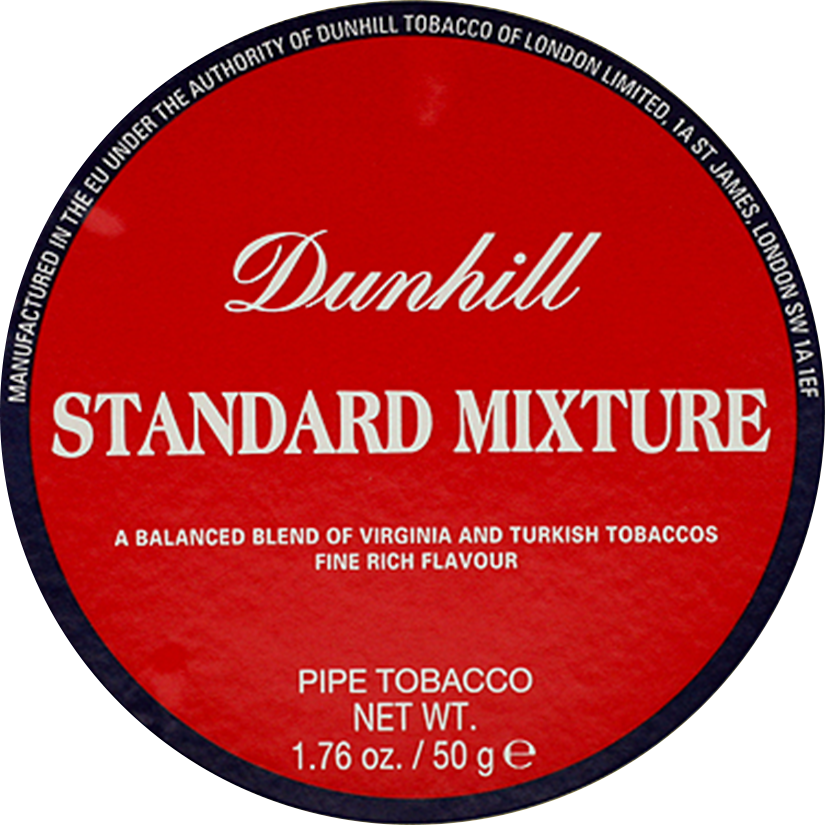 MANUFACTURED IN THE EU UNDER THE AUTHORITY OF DUNHILL TOBACCO OF LONDON LIMITED, 1A ST JAMES, LONDON SW1A 1EF
Dunhill
STANDARD MIXTURE
A BALANCED BLEND OF VIRGINIA AND TURKISH TOBACCOS
FINE RICH FLAVOUR
PIPE TOBACCO
NET WT.
1.76 oz. / 50 g ℮